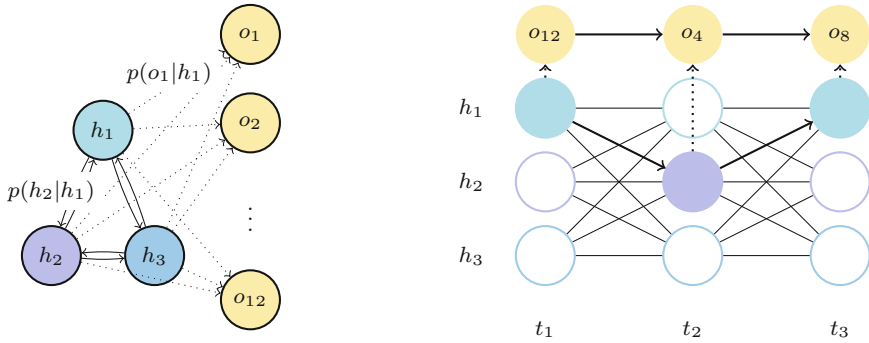 o₁
p(o₁|h₁)
h₁
o₂
p(h₂|h₁)
⋮
h₂
h₃
o₁₂
o₁₂
o₄
o₈
h₁
h₂
h₃
t₁
t₂
t₃